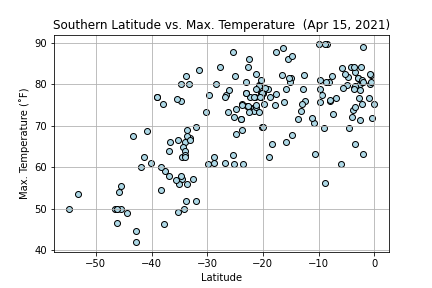 Southern Latitude vs. Max. Temperature  (Apr 15, 2021)
90
80
70
60
50
40
Max. Temperature (˚F)
−50 −40 −30 −20 −10 0
Latitude